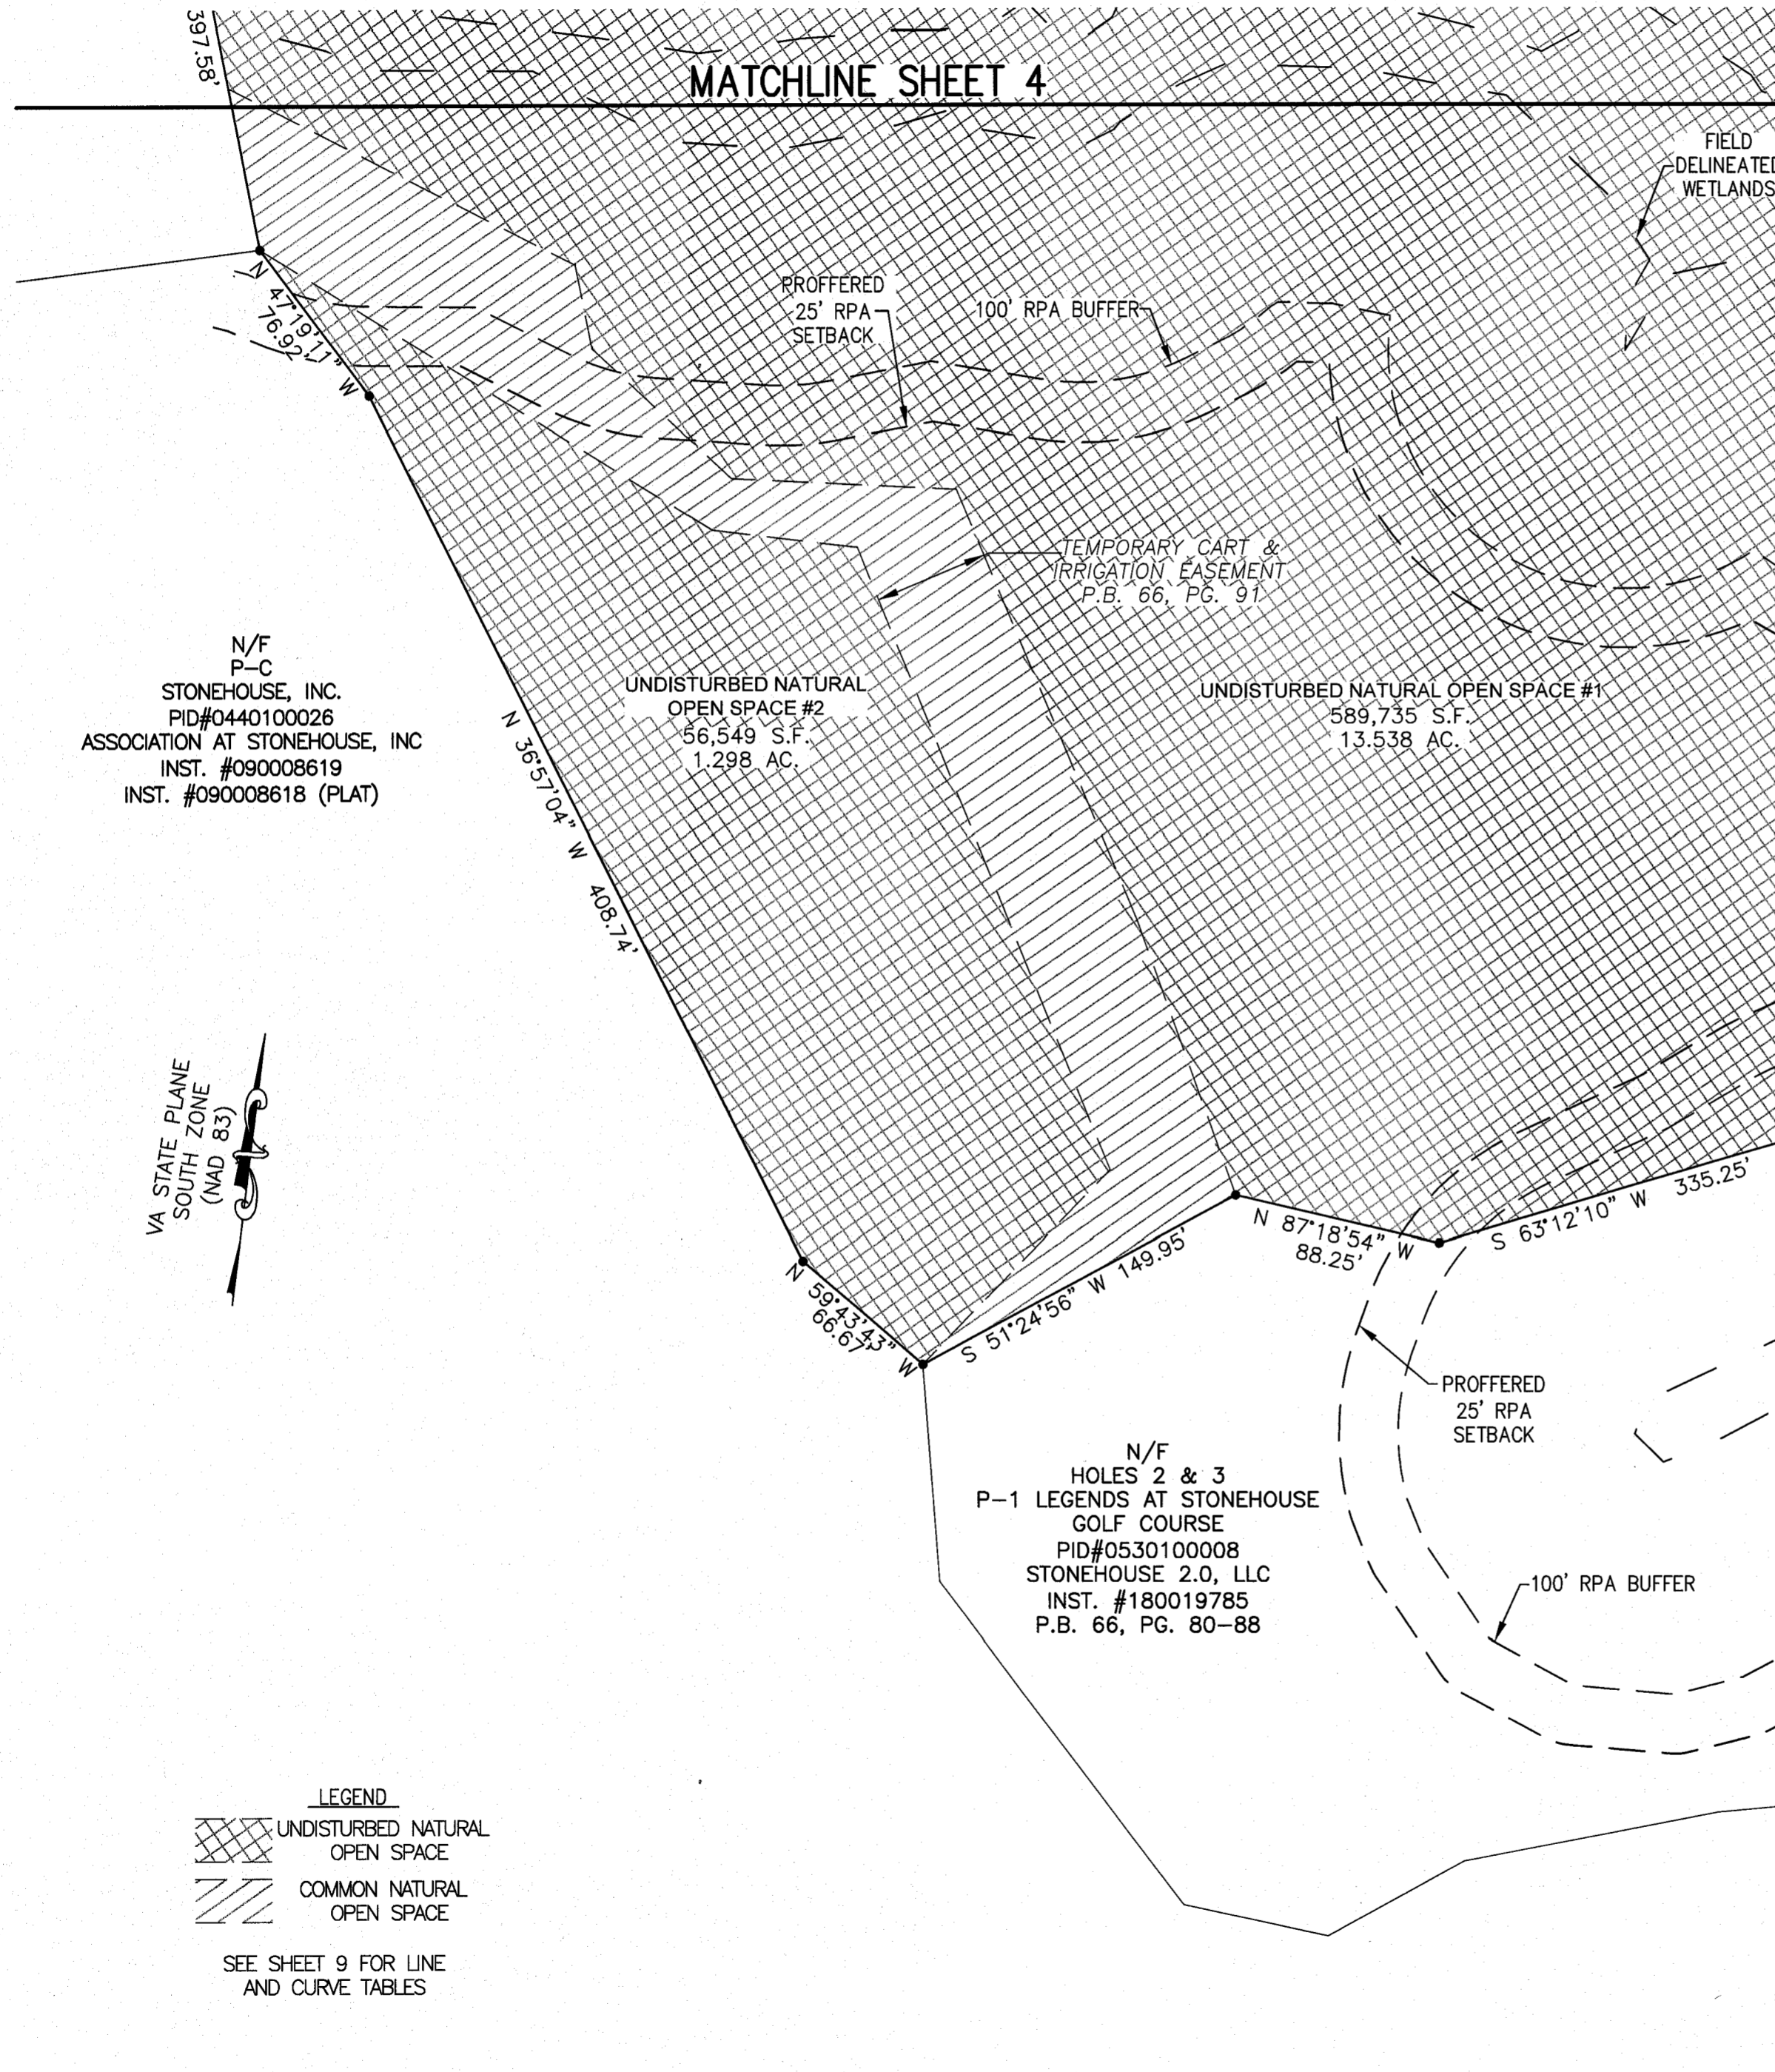 397.58'
MATCHLINE SHEET 4
FIELD
DELINEATED
WETLANDS
N 47°19'11" W
76.92'
PROFFERED
25' RPA
SETBACK
100' RPA BUFFER
TEMPORARY CART &
IRRIGATION EASEMENT
P.B. 66, PG. 91
N/F
P-C
STONEHOUSE, INC.
PID#0440100026
ASSOCIATION AT STONEHOUSE, INC
INST. #090008619
INST. #090008618 (PLAT)
UNDISTURBED NATURAL
OPEN SPACE #2
56,549 S.F.
1.298 AC.
UNDISTURBED NATURAL OPEN SPACE #1
589,735 S.F.
13.538 AC.
N 36°57'04" W 408.74'
VA STATE PLANE
SOUTH ZONE
(NAD 83)
N 59°43'43" W
66.67'
S 51°24'56" W 149.95'
N 87°18'54" W
88.25'
S 63°12'10" W 335.25'
PROFFERED
25' RPA
SETBACK
N/F
HOLES 2 & 3
P-1 LEGENDS AT STONEHOUSE
GOLF COURSE
PID#0530100008
STONEHOUSE 2.0, LLC
INST. #180019785
P.B. 66, PG. 80-88
100' RPA BUFFER
LEGEND
UNDISTURBED NATURAL
OPEN SPACE
COMMON NATURAL
OPEN SPACE
SEE SHEET 9 FOR LINE
AND CURVE TABLES